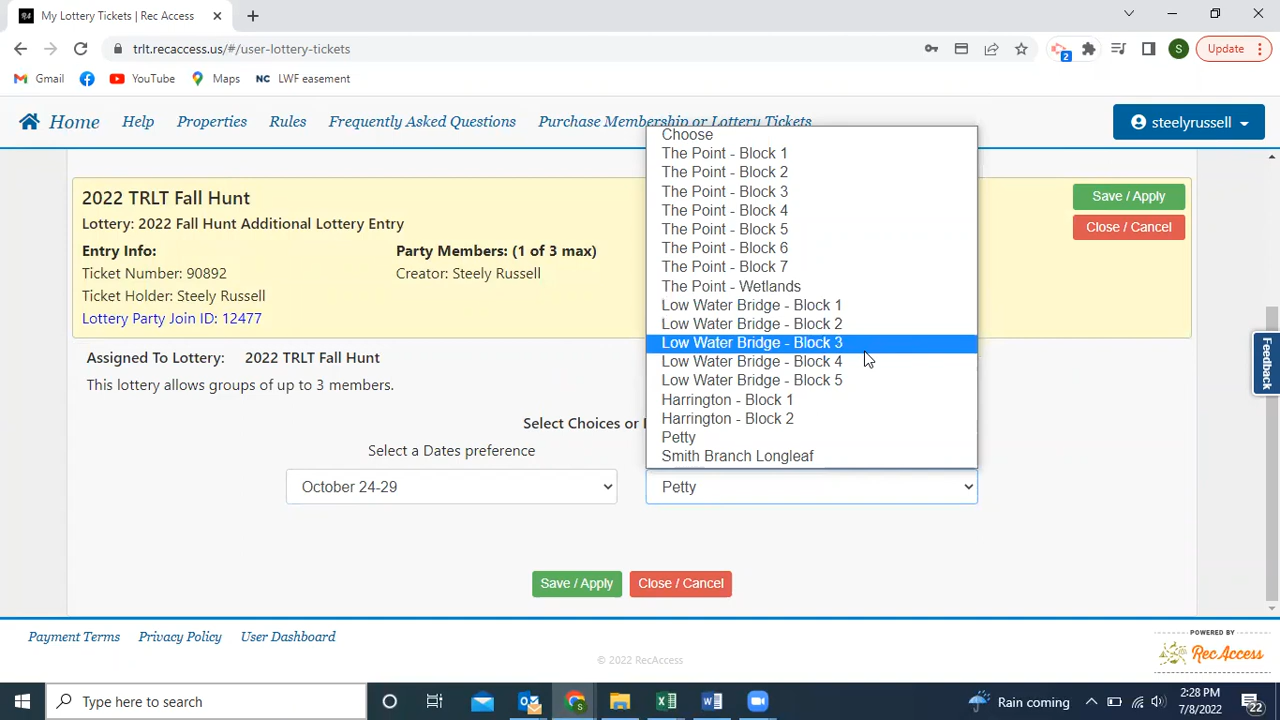 My Lottery Tickets | Rec Access
trlt.recaccess.us/#/user-lottery-tickets
2
S
Update
Gmail
YouTube
Maps
NC LWF easement
Home
Help
Properties
Rules
Frequently Asked Questions
Purchase Membership or Lottery Tickets
steelyrussell
2022 TRLT Fall Hunt
Lottery: 2022 Fall Hunt Additional Lottery Entry
Entry Info:
Ticket Number: 90892
Ticket Holder: Steely Russell
Lottery Party Join ID: 12477
Party Members: (1 of 3 max)
Creator: Steely Russell
Save / Apply
Close / Cancel
Assigned To Lottery: 2022 TRLT Fall Hunt
This lottery allows groups of up to 3 members.
Select Choices or
Select a Dates preference
October 24-29
Choose
The Point - Block 1
The Point - Block 2
The Point - Block 3
The Point - Block 4
The Point - Block 5
The Point - Block 6
The Point - Block 7
The Point - Wetlands
Low Water Bridge - Block 1
Low Water Bridge - Block 2
Low Water Bridge - Block 3
Low Water Bridge - Block 4
Low Water Bridge - Block 5
Harrington - Block 1
Harrington - Block 2
Petty
Smith Branch Longleaf
Petty
Save / Apply
Close / Cancel
Feedback
Payment Terms
Privacy Policy
User Dashboard
© 2022 RecAccess
POWERED BY
RecAccess
Type here to search
Rain coming
2:28 PM
7/8/2022
22